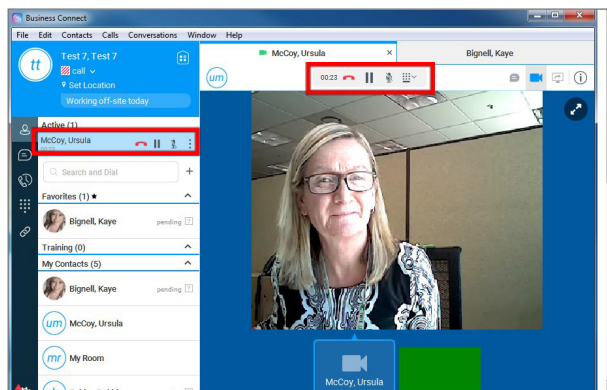 Business Connect
File Edit Contacts Calls Conversations Window Help
tt
Test 7, Test 7
call
Set Location
Working off-site today
McCoy, Ursula ×
Bignell, Kaye
um
00:23
Active (1)
McCoy, Ursula
Search and Dial +
Favorites (1) ★
Bignell, Kaye pending ?
Training (0)
My Contacts (5)
Bignell, Kaye pending ?
um McCoy, Ursula
mr My Room
McCoy, Ursula